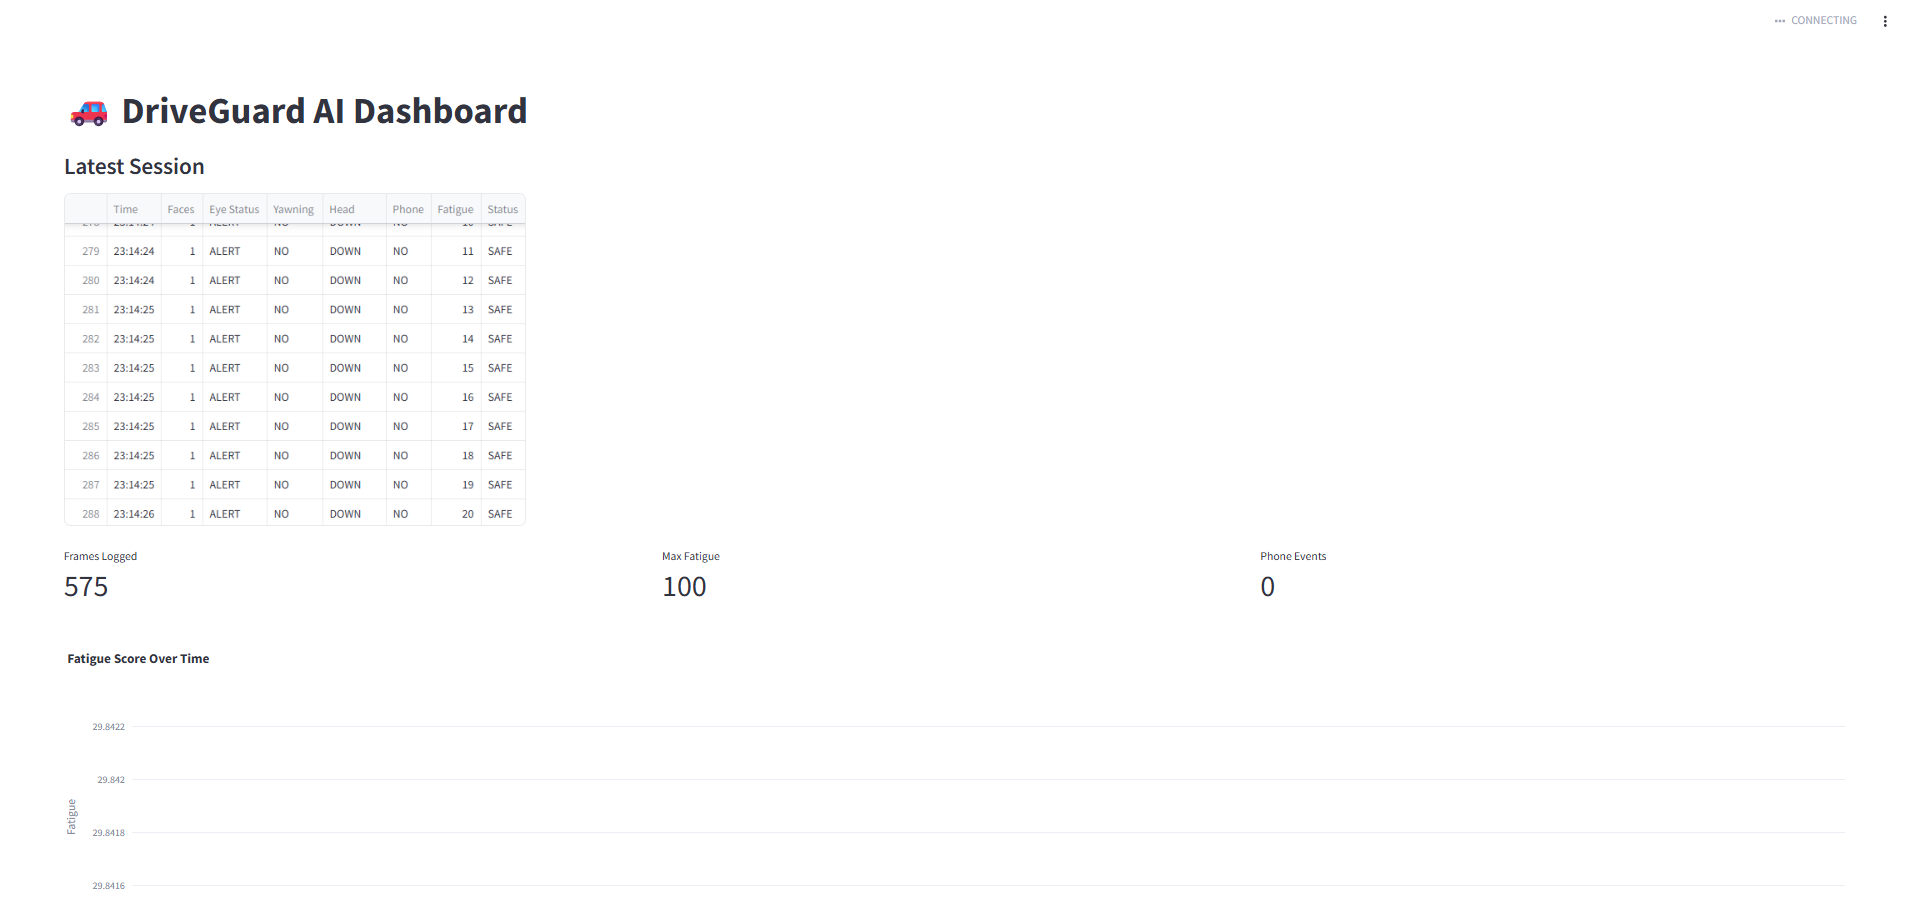 CONNECTING
DriveGuard AI Dashboard
Latest Session
Time Faces Eye Status Yawning Head Phone Fatigue Status
279 23:14:24 1 ALERT NO DOWN NO 11 SAFE
280 23:14:24 1 ALERT NO DOWN NO 12 SAFE
281 23:14:25 1 ALERT NO DOWN NO 13 SAFE
282 23:14:25 1 ALERT NO DOWN NO 14 SAFE
283 23:14:25 1 ALERT NO DOWN NO 15 SAFE
284 23:14:25 1 ALERT NO DOWN NO 16 SAFE
285 23:14:25 1 ALERT NO DOWN NO 17 SAFE
286 23:14:25 1 ALERT NO DOWN NO 18 SAFE
287 23:14:25 1 ALERT NO DOWN NO 19 SAFE
288 23:14:26 1 ALERT NO DOWN NO 20 SAFE
Frames Logged Max Fatigue Phone Events
575 100 0
Fatigue Score Over Time
29.8422
29.842
Fatigue
29.8418
29.8416